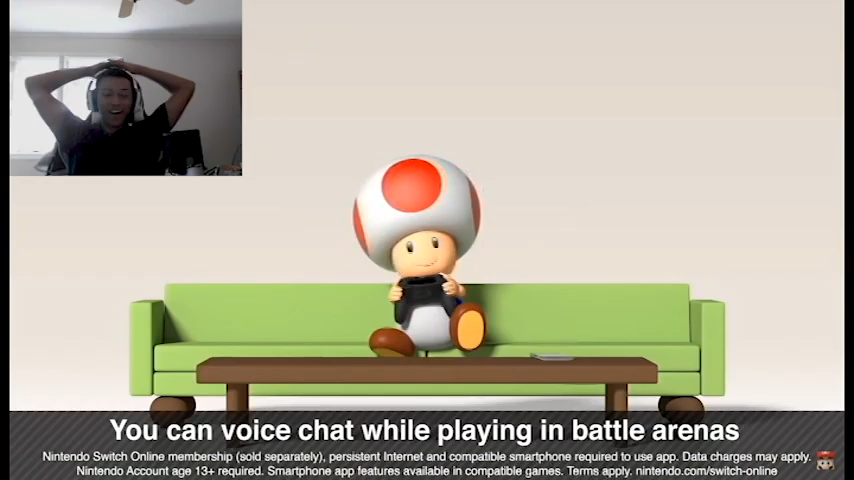 You can voice chat while playing in battle arenas
Nintendo Switch Online membership (sold separately), persistent Internet and compatible smartphone required to use app. Data charges may apply.
Nintendo Account age 13+ required. Smartphone app features available in compatible games. Terms apply. nintendo.com/switch-online